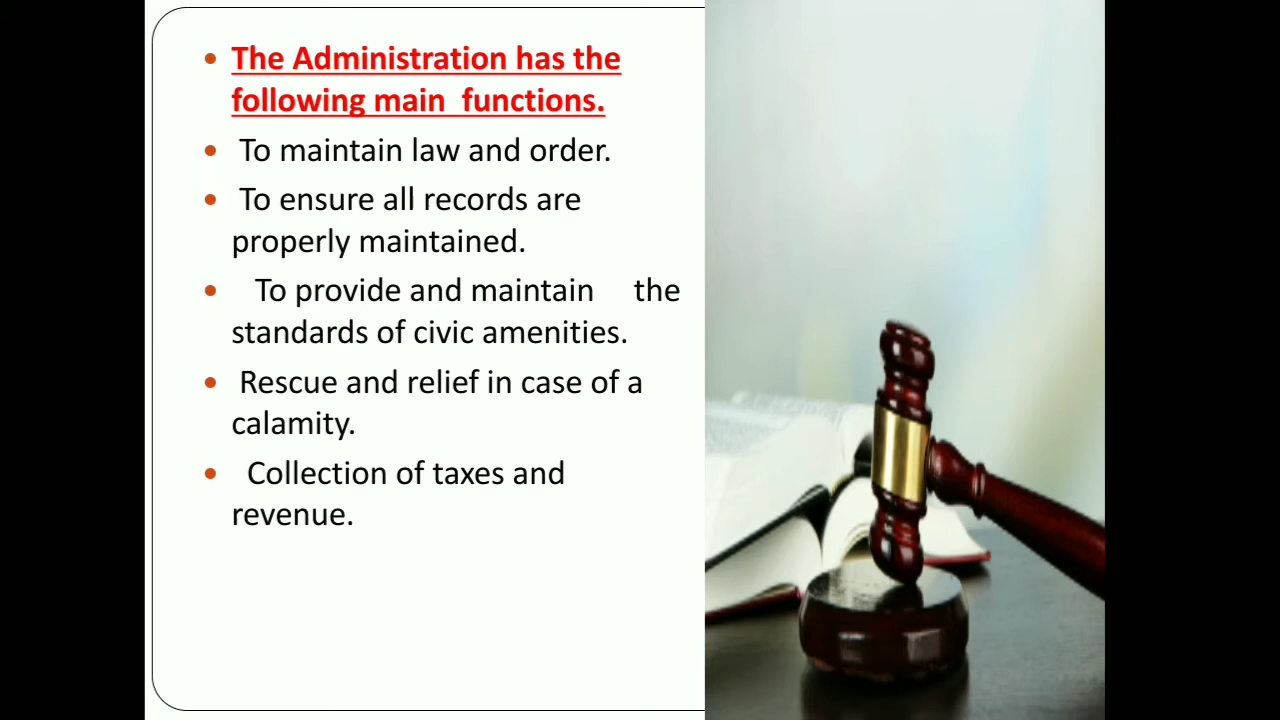 • The Administration has the
following main  functions.
• To maintain law and order.
• To ensure all records are
properly maintained.
• To provide and maintain the
standards of civic amenities.
• Rescue and relief in case of a
calamity.
• Collection of taxes and
revenue.